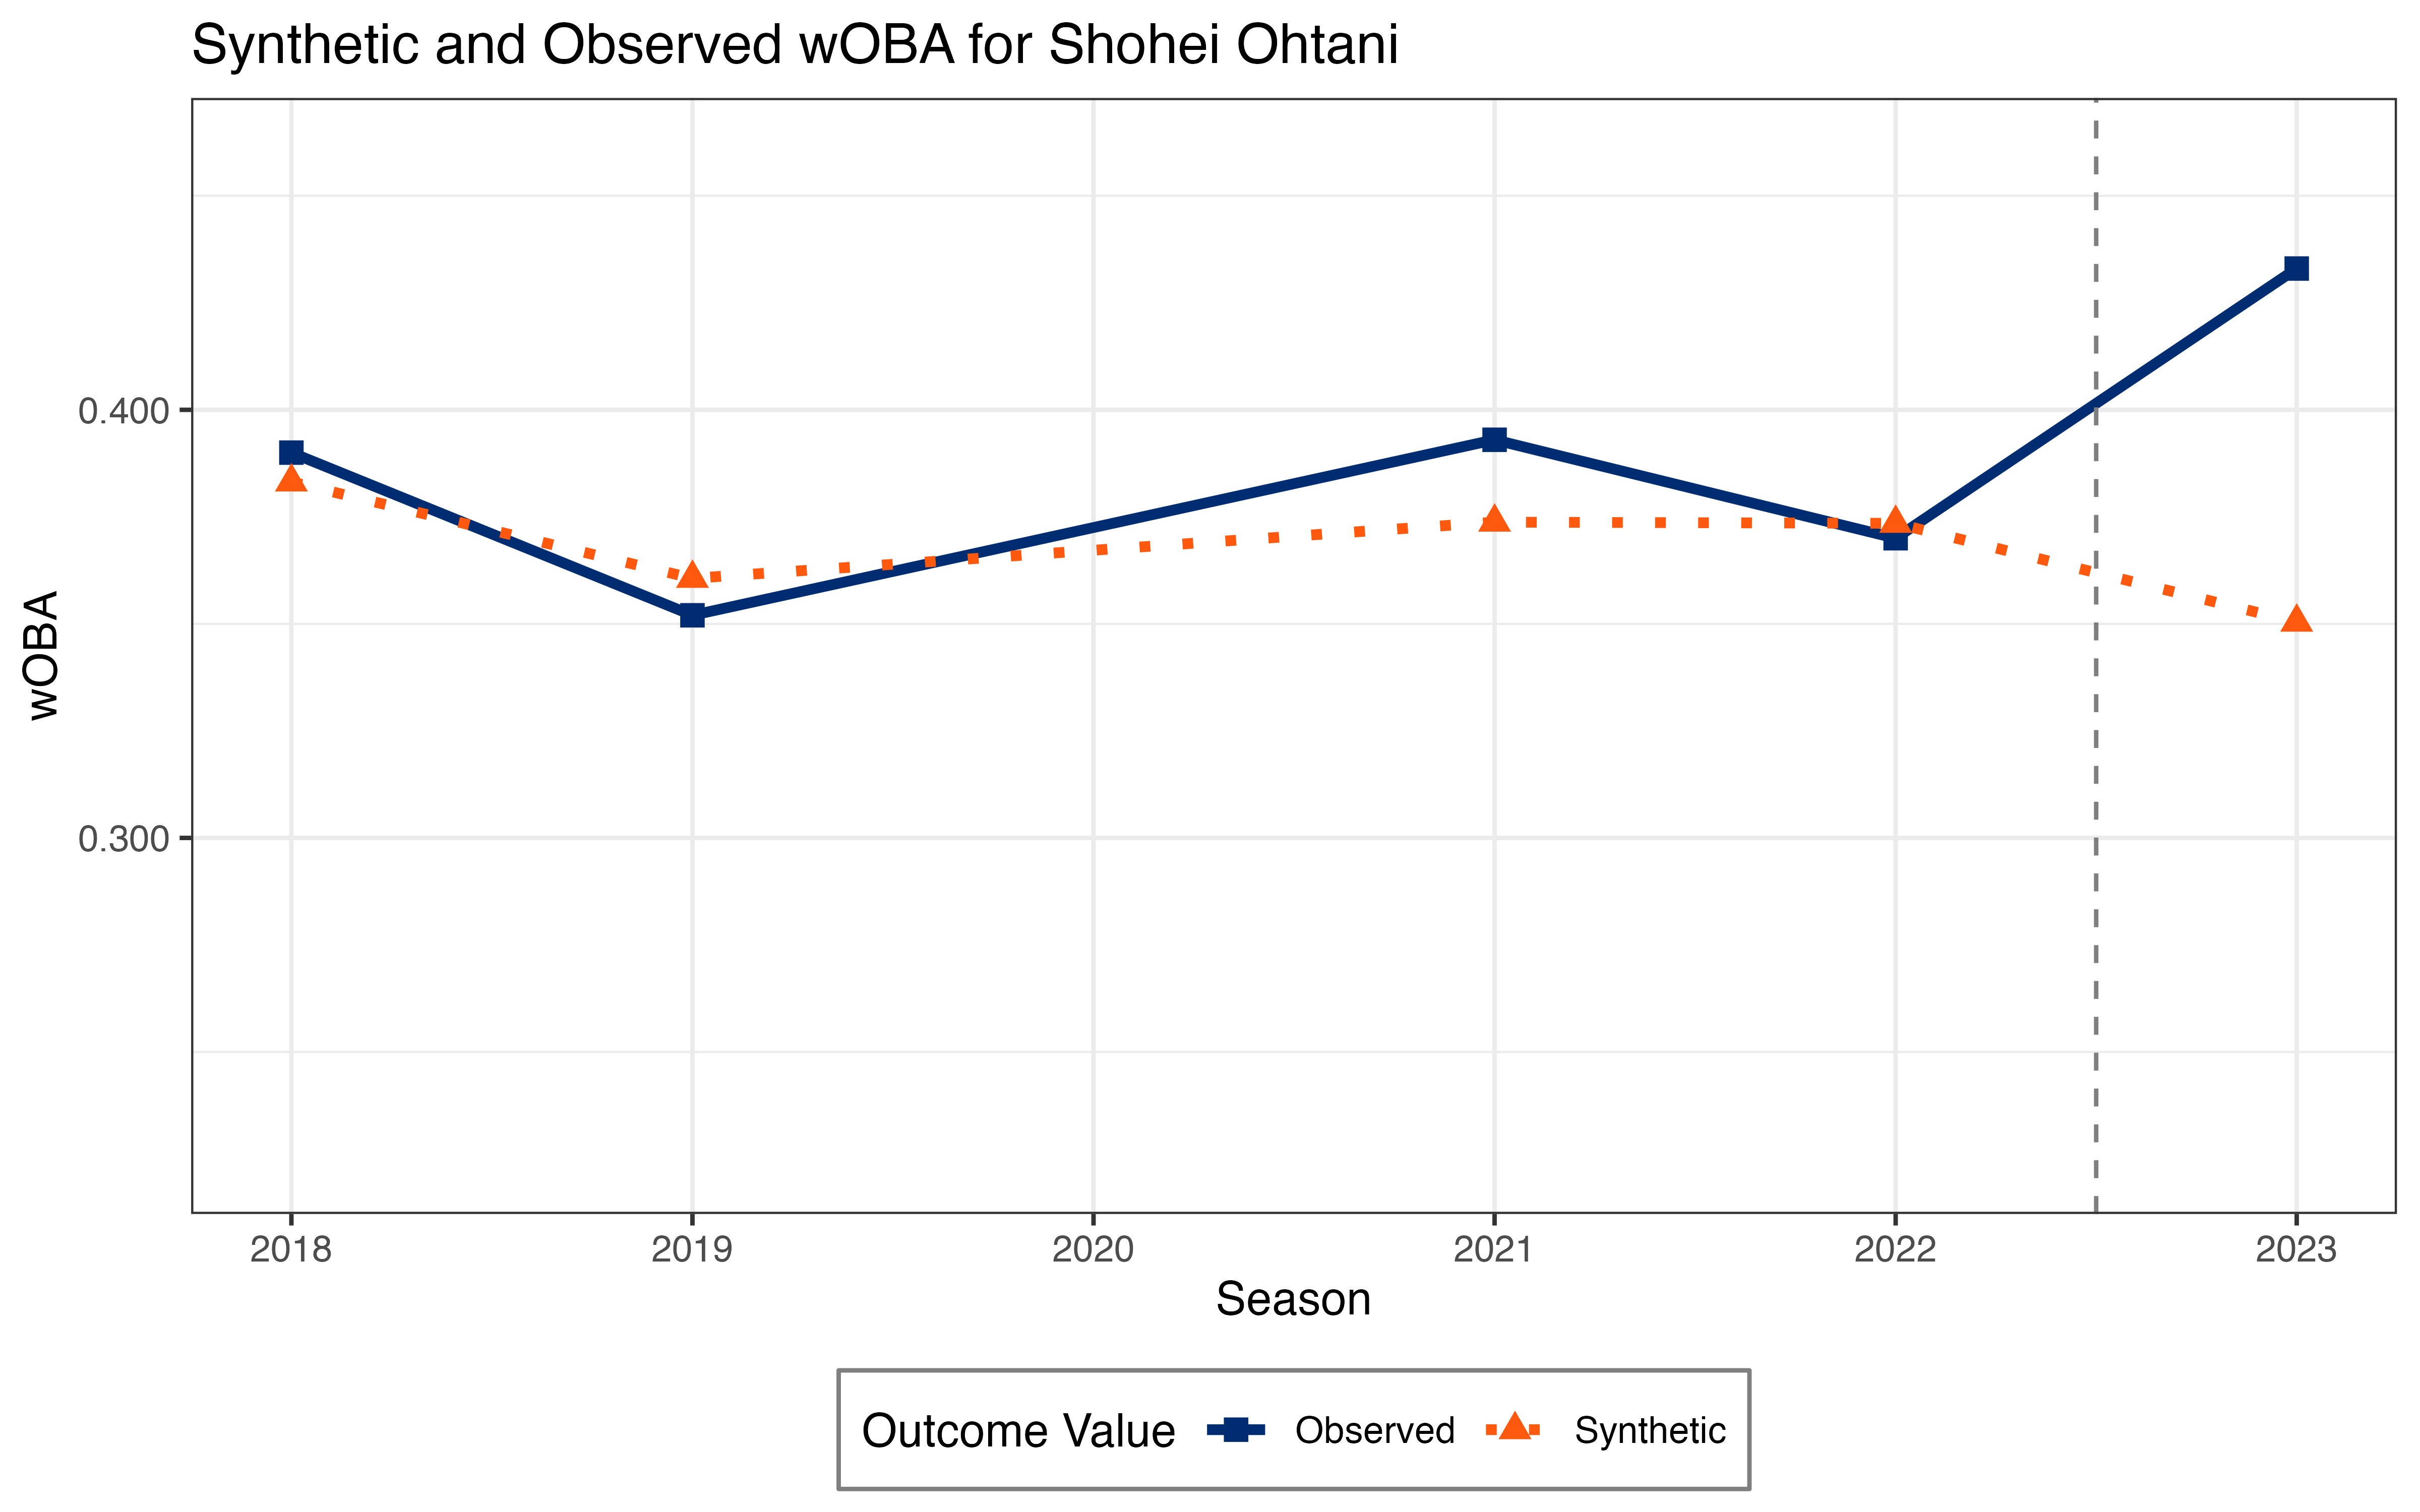 Synthetic and Observed wOBA for Shohei Ohtani
wOBA
0.400
0.300
2018 2019 2020 2021 2022 2023
Season
Outcome Value Observed Synthetic